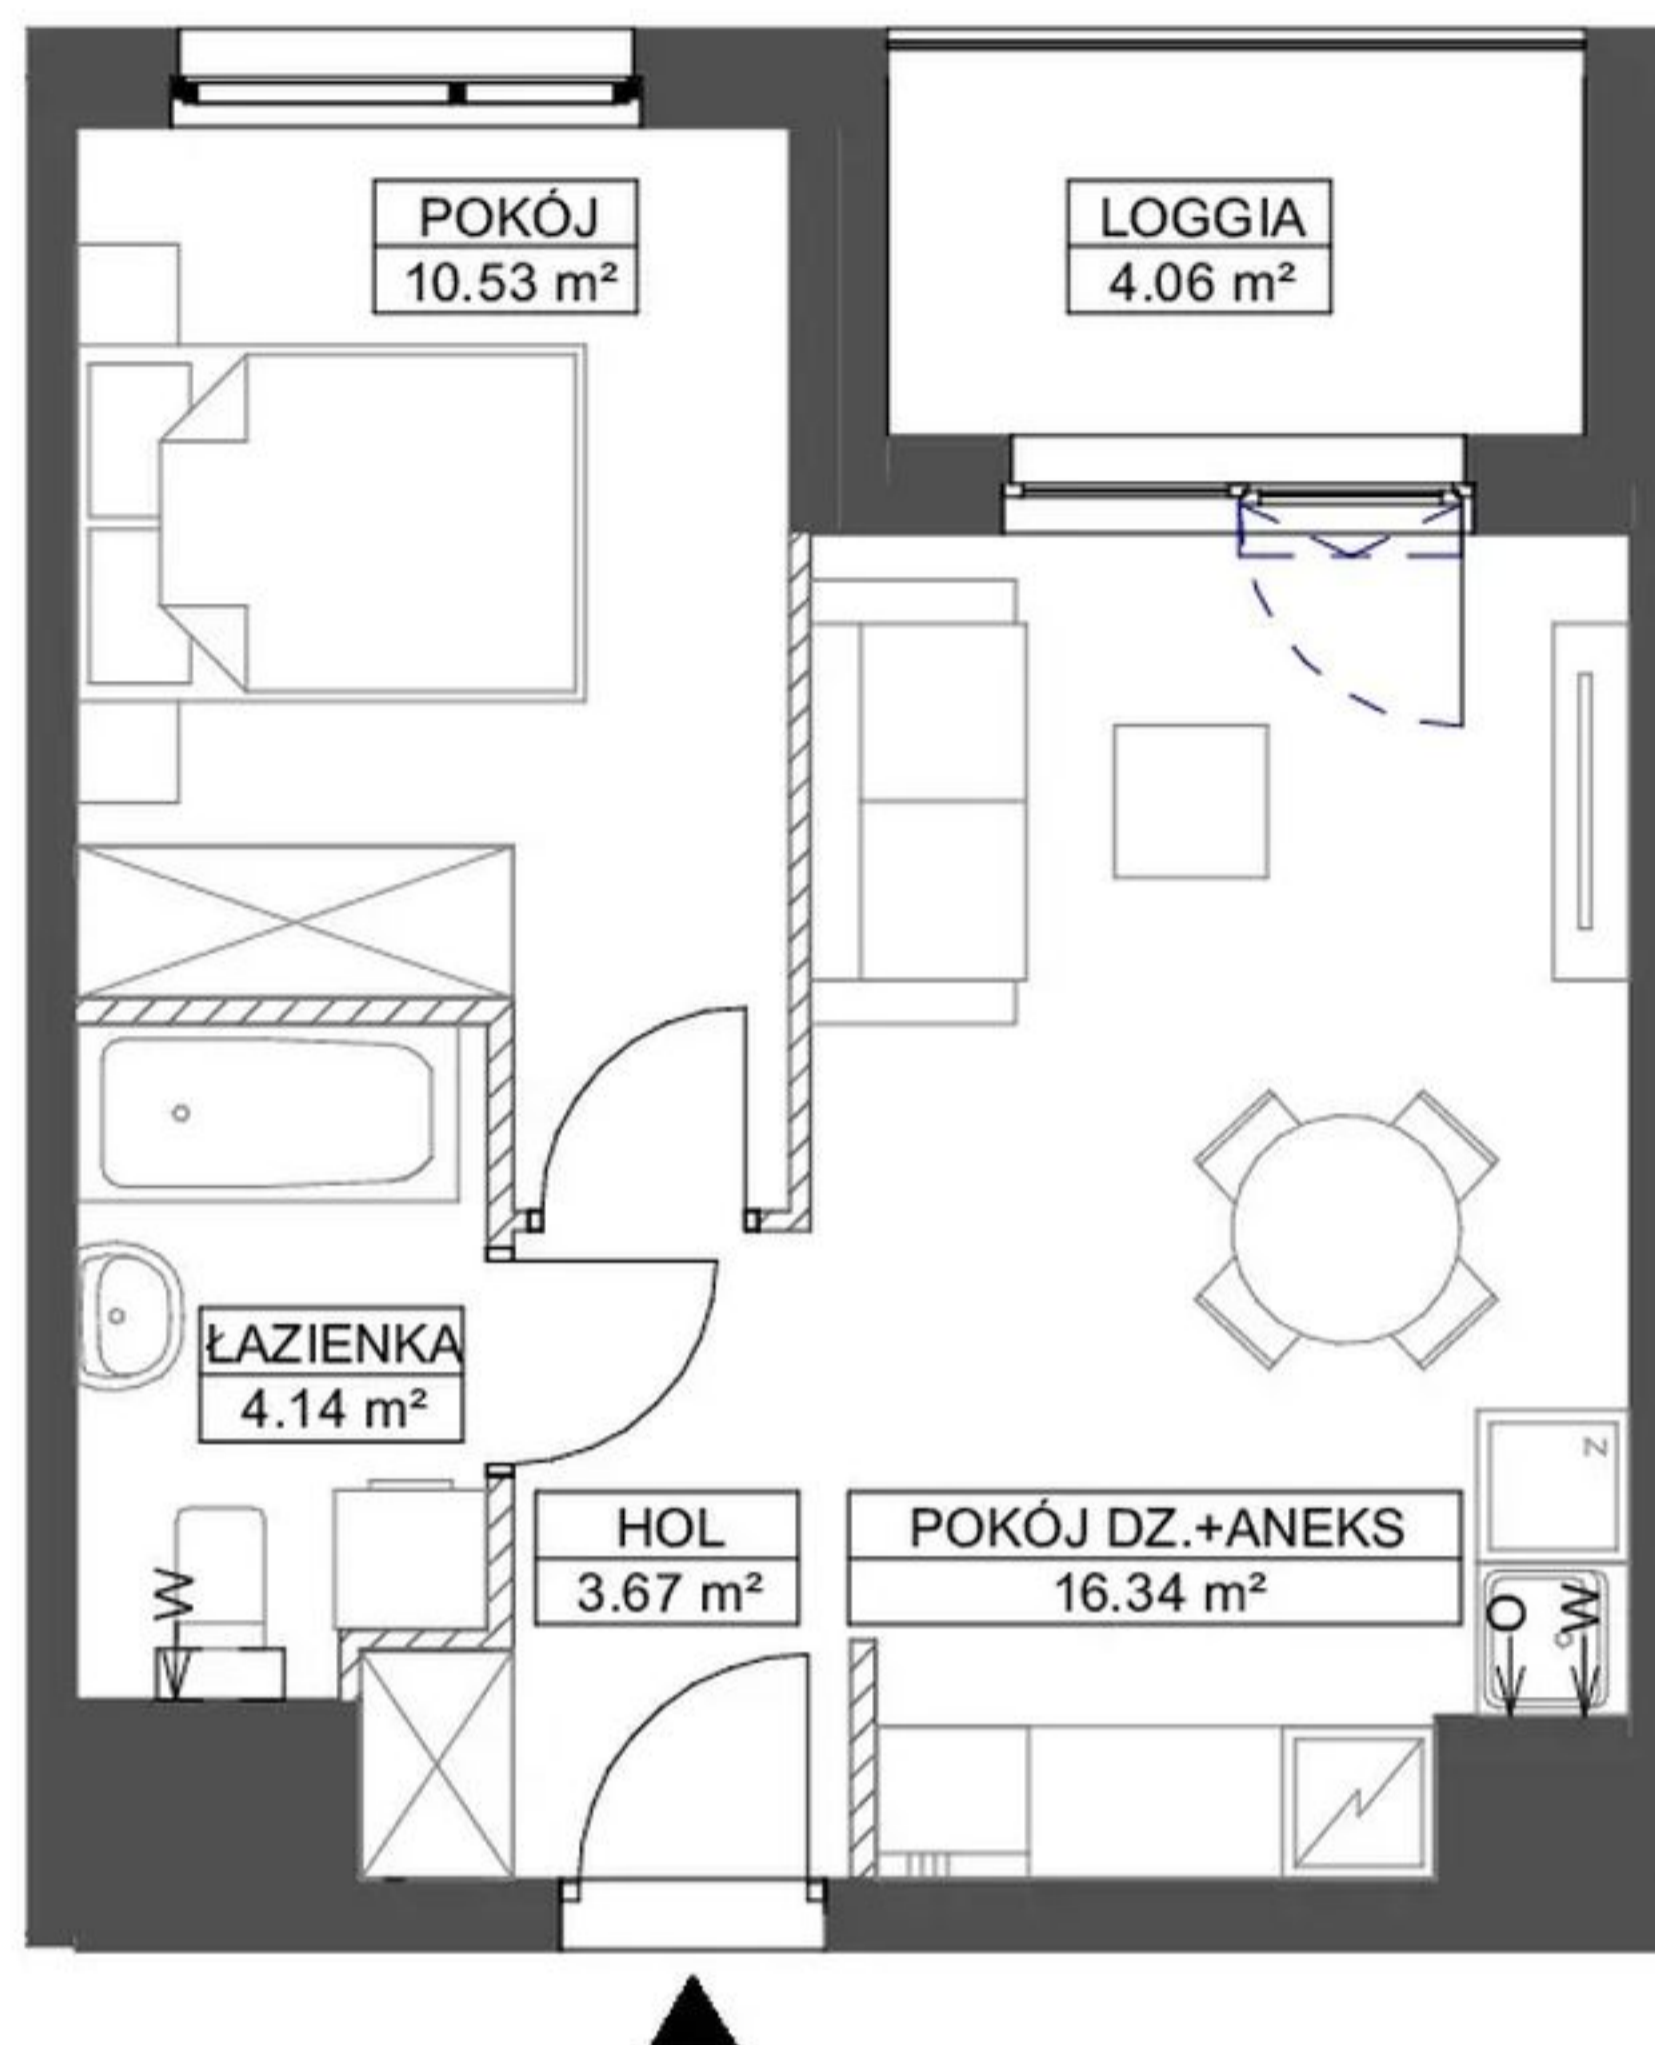 POKÓJ
10.53 m²
LOGGIA
4.06 m²
ŁAZIENKA
4.14 m²
HOL
3.67 m²
POKÓJ DZ.+ANEKS
16.34 m²
Z
W
O
W